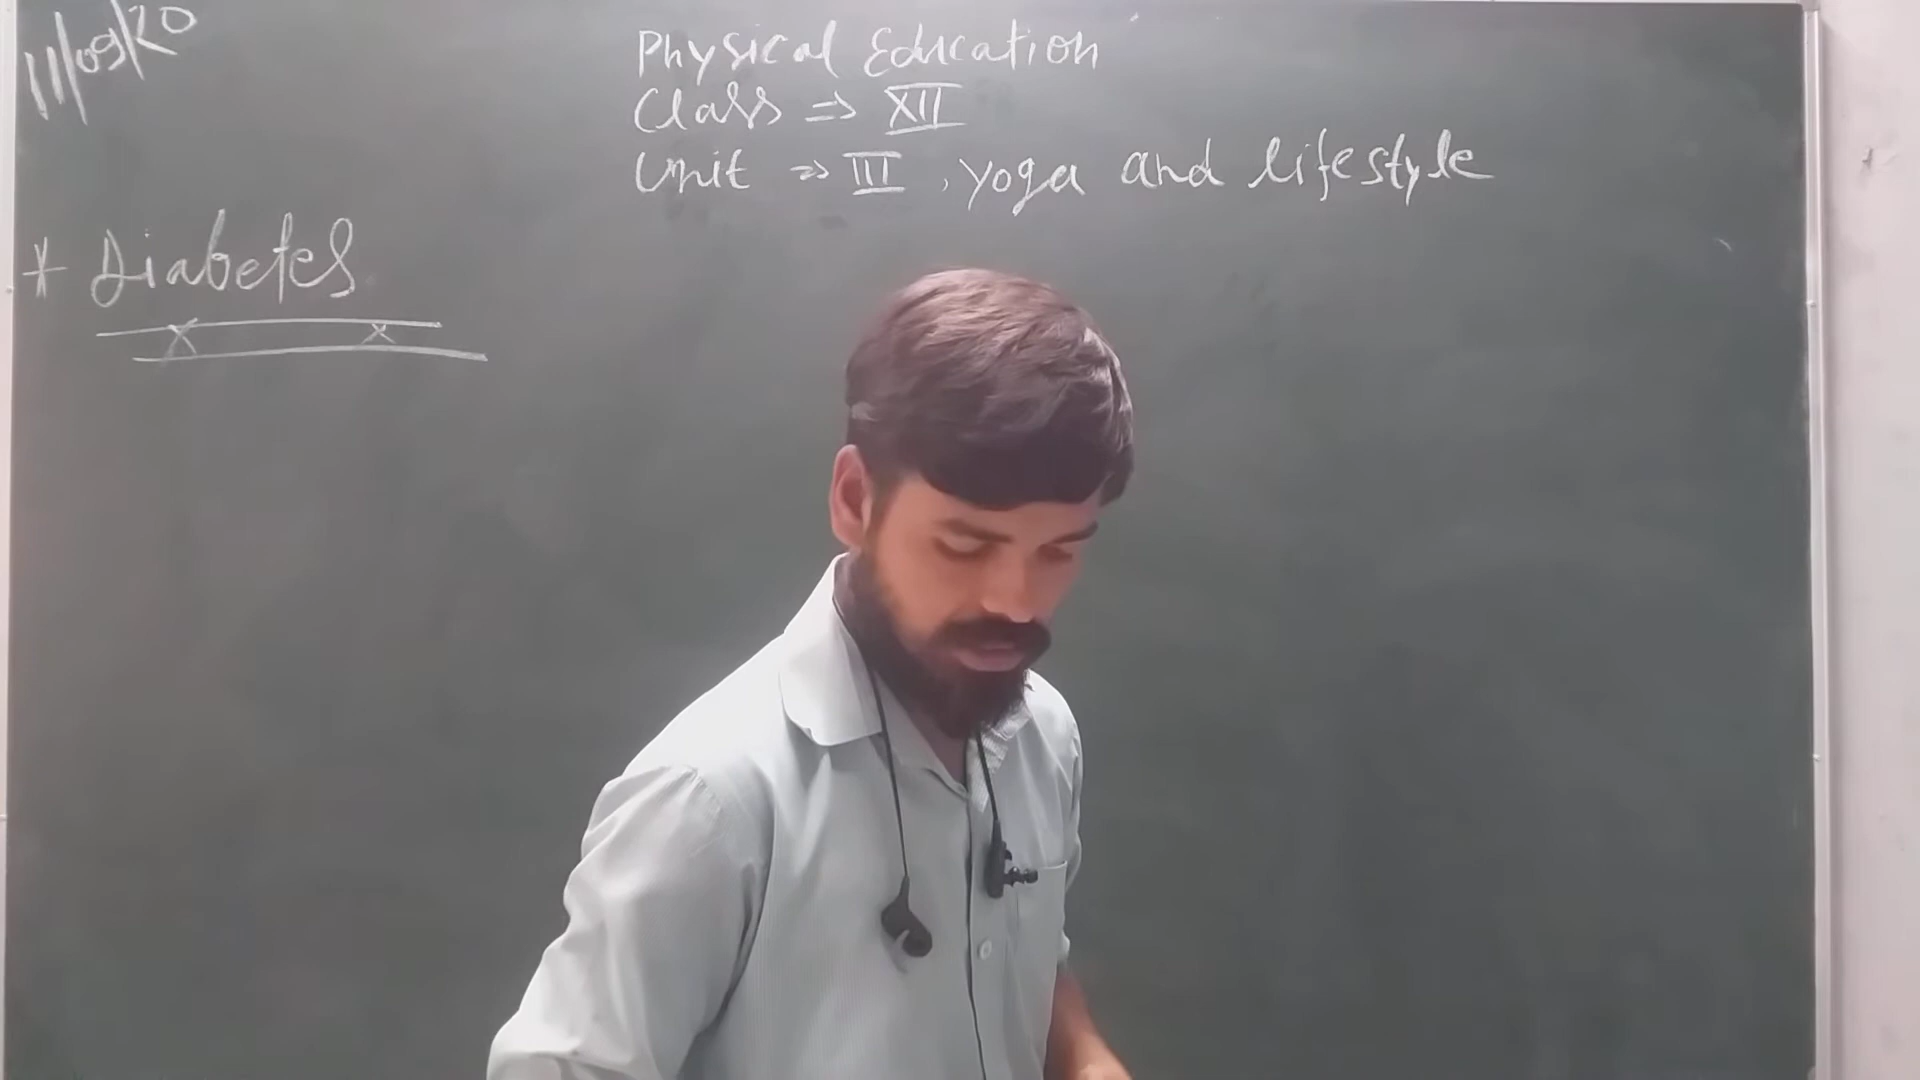 11/09/20
Physical Education
Class => XII
Unit => III, yoga and lifestyle
* Diabetes